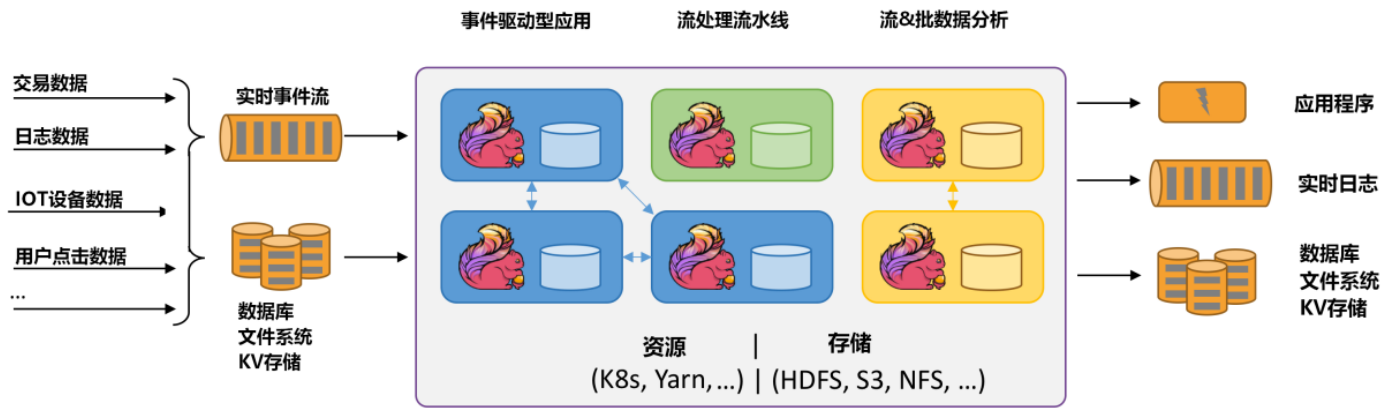 事件驱动型应用
流处理流水线
流&批数据分析
交易数据
日志数据
IOT设备数据
用户点击数据
...
实时事件流
数据库
文件系统
KV存储
资源 | 存储
(K8s, Yarn,...) | (HDFS, S3, NFS, ...)
应用程序
实时日志
数据库
文件系统
KV存储